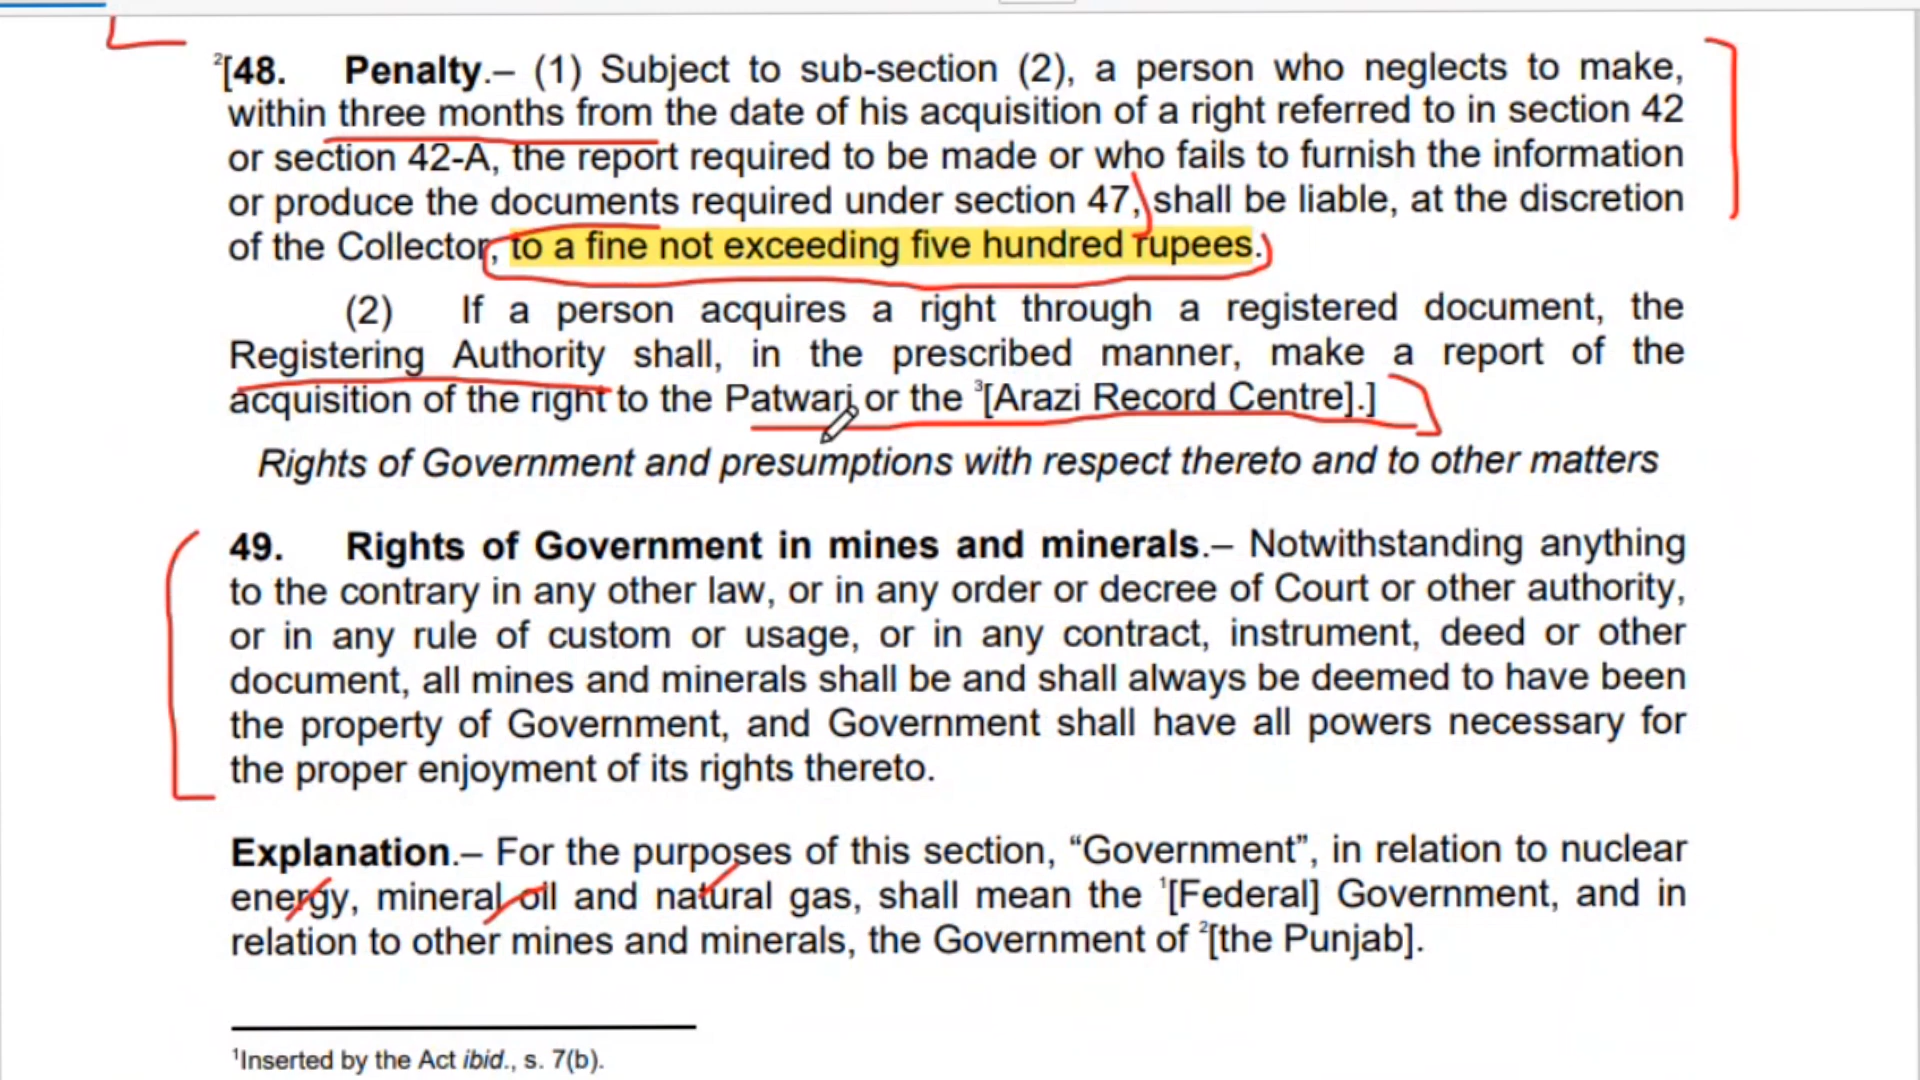 ²[48. Penalty.– (1) Subject to sub-section (2), a person who neglects to make,
within three months from the date of his acquisition of a right referred to in section 42
or section 42-A, the report required to be made or who fails to furnish the information
or produce the documents required under section 47, shall be liable, at the discretion
of the Collector, to a fine not exceeding five hundred rupees.
(2) If a person acquires a right through a registered document, the
Registering Authority shall, in the prescribed manner, make a report of the
acquisition of the right to the Patwari or the ³[Arazi Record Centre].]
Rights of Government and presumptions with respect thereto and to other matters
49. Rights of Government in mines and minerals.– Notwithstanding anything
to the contrary in any other law, or in any order or decree of Court or other authority,
or in any rule of custom or usage, or in any contract, instrument, deed or other
document, all mines and minerals shall be and shall always be deemed to have been
the property of Government, and Government shall have all powers necessary for
the proper enjoyment of its rights thereto.
Explanation.– For the purposes of this section, “Government”, in relation to nuclear
energy, mineral oil and natural gas, shall mean the ¹[Federal] Government, and in
relation to other mines and minerals, the Government of ²[the Punjab].
¹Inserted by the Act ibid., s. 7(b).